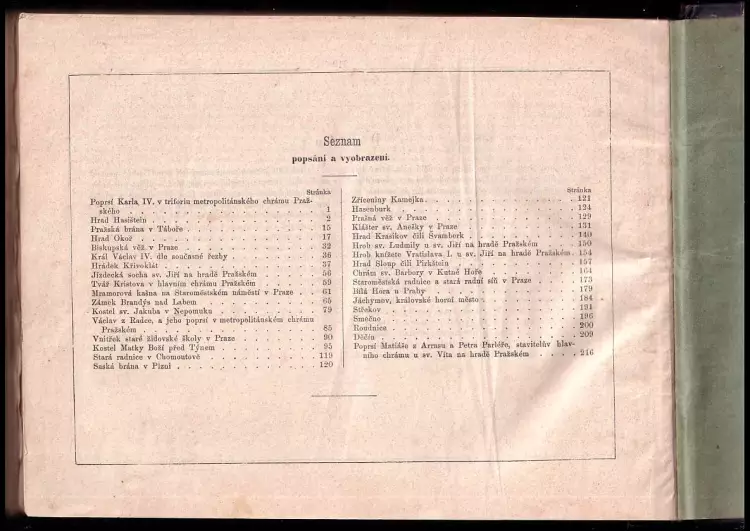 Seznam
popsání a vyobrazení.
Stránka
Poprsí Karla IV. v triforiu metropolitánského chrámu Praž-
ského . . . . . . . . . . 1
Hrad Hasištein . . . . . . . . . . 2
Pražská brána v Táboře . . . . . . . . . . 15
Hrad Okoř . . . . . . . . . . 17
Biskupská věž v Praze . . . . . . . . . . 32
Král Václav IV. dle současné řezby . . . . . . . . . . 36
Hrádek Křivoklát . . . . . . . . . . 37
Jízdecká socha sv. Jiří na hradě Pražském . . . . . . . . . . 56
Tvář Kristova v hlavním chrámu Pražském . . . . . . . . . . 59
Mramorová kašna na Staroměstském náměstí v Praze . . 61
Zámek Brandýs nad Labem . . . . . . . . . . 65
Kostel sv. Jakuba v Nepomuku . . . . . . . . . . 79
Václav z Radce, a jeho poprsí v metropolitánském chrámu
Pražském . . . . . . . . . . 85
Vnitřek staré židovské školy v Praze . . . . . . . . . . 90
Kostel Matky Boží před Týnem . . . . . . . . . . 95
Stará radnice v Chomoutově . . . . . . . . . . 119
Saská brána v Plzni . . . . . . . . . . 120
Stránka
Zříceniny Kamejka . . . . . . . . . . 121
Hasenburk . . . . . . . . . . 124
Prašná věž v Praze . . . . . . . . . . 129
Klášter sv. Anežky v Praze . . . . . . . . . . 131
Hrad Krasikov čili Švamberk . . . . . . . . . . 140
Hrob sv. Ludmily u sv. Jiří na hradě Pražském . . . . 150
Hrob knížete Vratislava I. u sv. Jiří na hradě Pražském . 154
Hrad Sloup čili Pirkštein . . . . . . . . . . 157
Chrám sv. Barbory v Kutně Hoře . . . . . . . . . . 164
Staroměstská radnice a stará radní síň v Praze . . . . 173
Bílá Hora u Prahy . . . . . . . . . . 179
Jáchymov, královské horní město . . . . . . . . . . 184
Střekov . . . . . . . . . . 191
Smečno . . . . . . . . . . 196
Roudnice . . . . . . . . . . 200
Děčín . . . . . . . . . . 209
Poprsí Matiáše z Arrasu a Petra Parléře, stavitelův hlav-
ního chrámu u sv. Víta na hradě Pražském . . . . 216